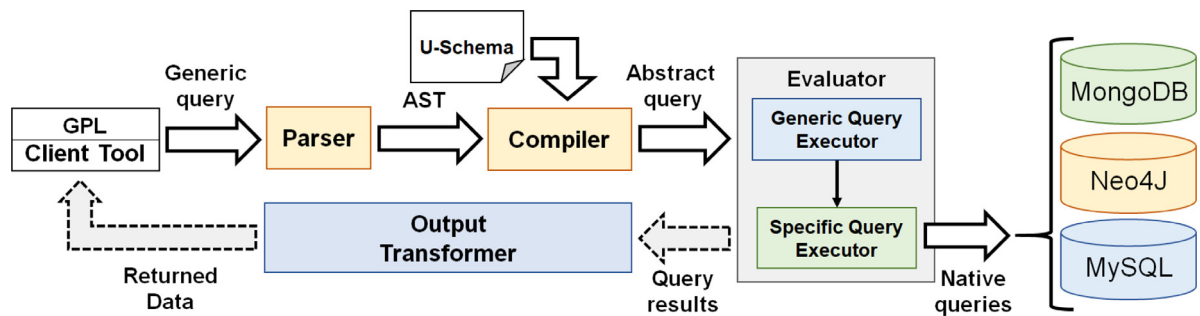 U-Schema
Generic
query
AST
Abstract
query
Evaluator
MongoDB
GPL
Client Tool
Parser
Compiler
Generic Query
Executor
Neo4J
Output
Transformer
Specific Query
Executor
MySQL
Returned
Data
Query
results
Native
queries